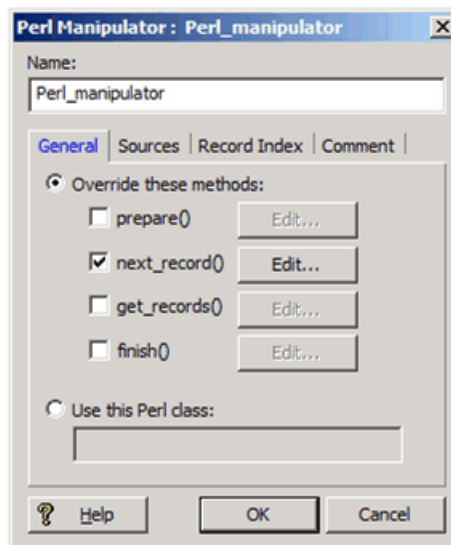 Perl Manipulator : Perl_manipulator
Name:
Perl_manipulator
General Sources Record Index Comment
Override these methods:
prepare() Edit...
next_record() Edit...
get_records() Edit...
finish() Edit...
Use this Perl class:
? Help OK Cancel